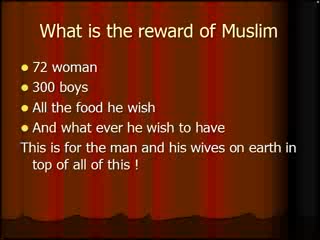 What is the reward of Muslim
72 woman
300 boys
All the food he wish
And what ever he wish to have
This is for the man and his wives on earth in
top of all of this !